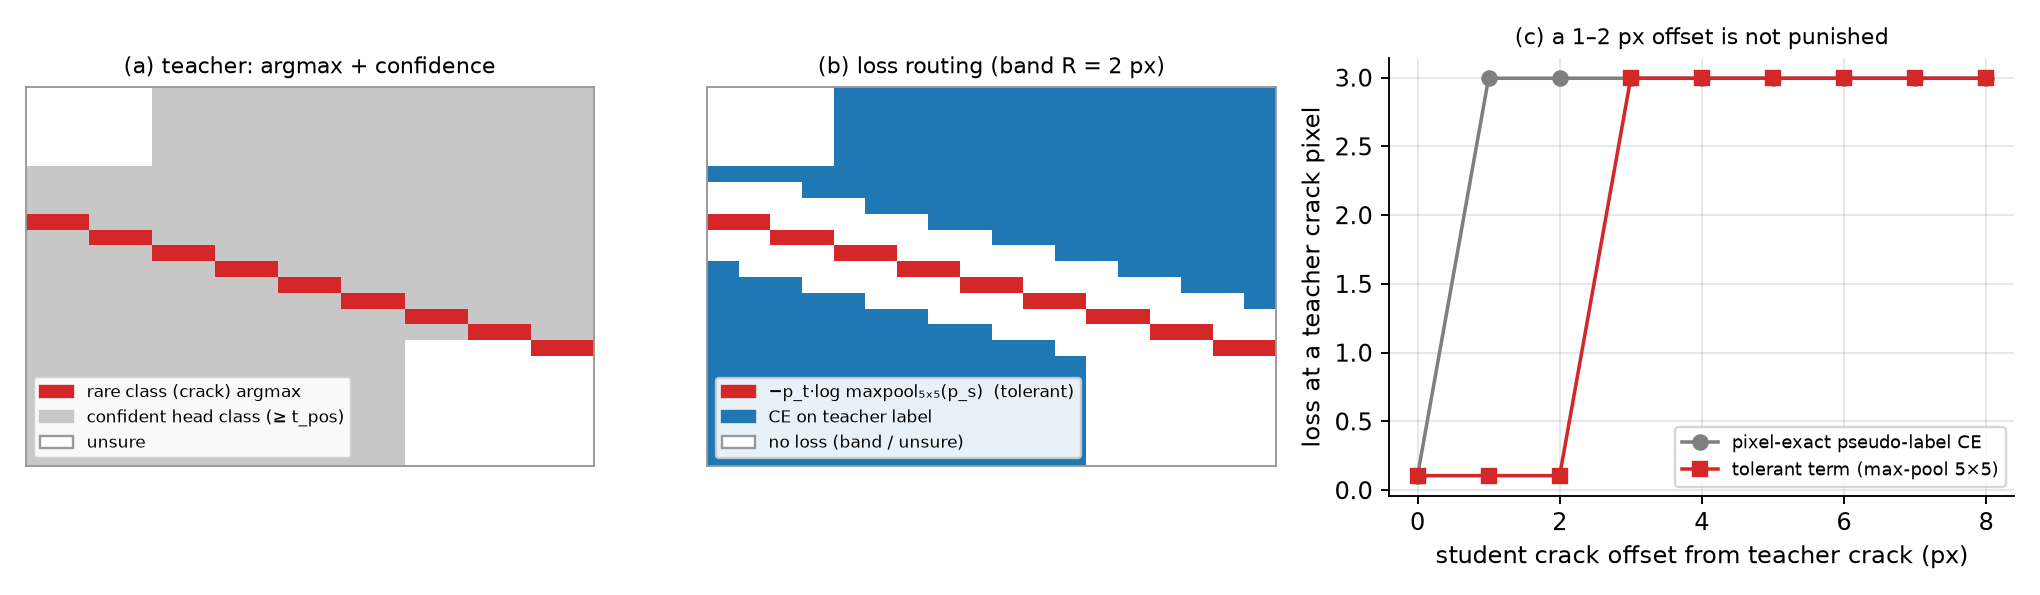 (a) teacher: argmax + confidence
rare class (crack) argmax
confident head class (≥ t_pos)
unsure
(b) loss routing (band R = 2 px)
−p_t·log maxpool₅ₓ₅(p_s)  (tolerant)
CE on teacher label
no loss (band / unsure)
(c) a 1–2 px offset is not punished
loss at a teacher crack pixel
3.0
2.5
2.0
1.5
1.0
0.5
0.0
pixel-exact pseudo-label CE
tolerant term (max-pool 5×5)
0 2 4 6 8
student crack offset from teacher crack (px)